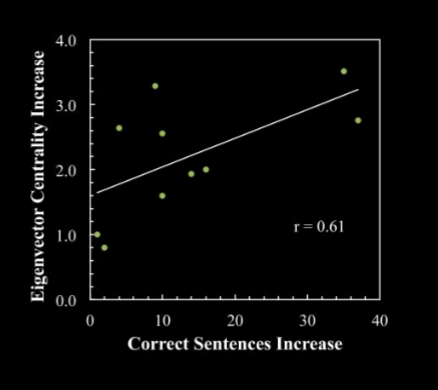 4.0
3.0
2.0
1.0
0.0
Eigenvector Centrality Increase
r = 0.61
0 10 20 30 40
Correct Sentences Increase